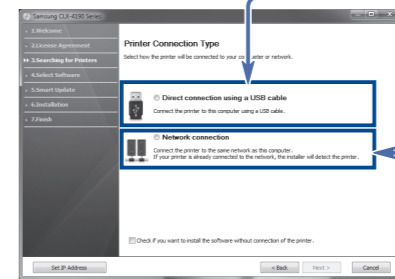 Samsung CLX-4190 Series
1.Welcome
2.License Agreement
3.Searching for Printers
4.Select Software
5.Smart Update
6.Installation
7.Finish
Printer Connection Type
Select how the printer will be connected to your computer or network.
Direct connection using a USB cable
Connect the printer to this computer using a USB cable.
Network connection
Connect the printer to the same network as this computer.
If your printer is already connected to the network, the installer will detect the printer.
Check if you want to install the software without connection of the printer.
Set IP Address
< Back
Next >
Cancel